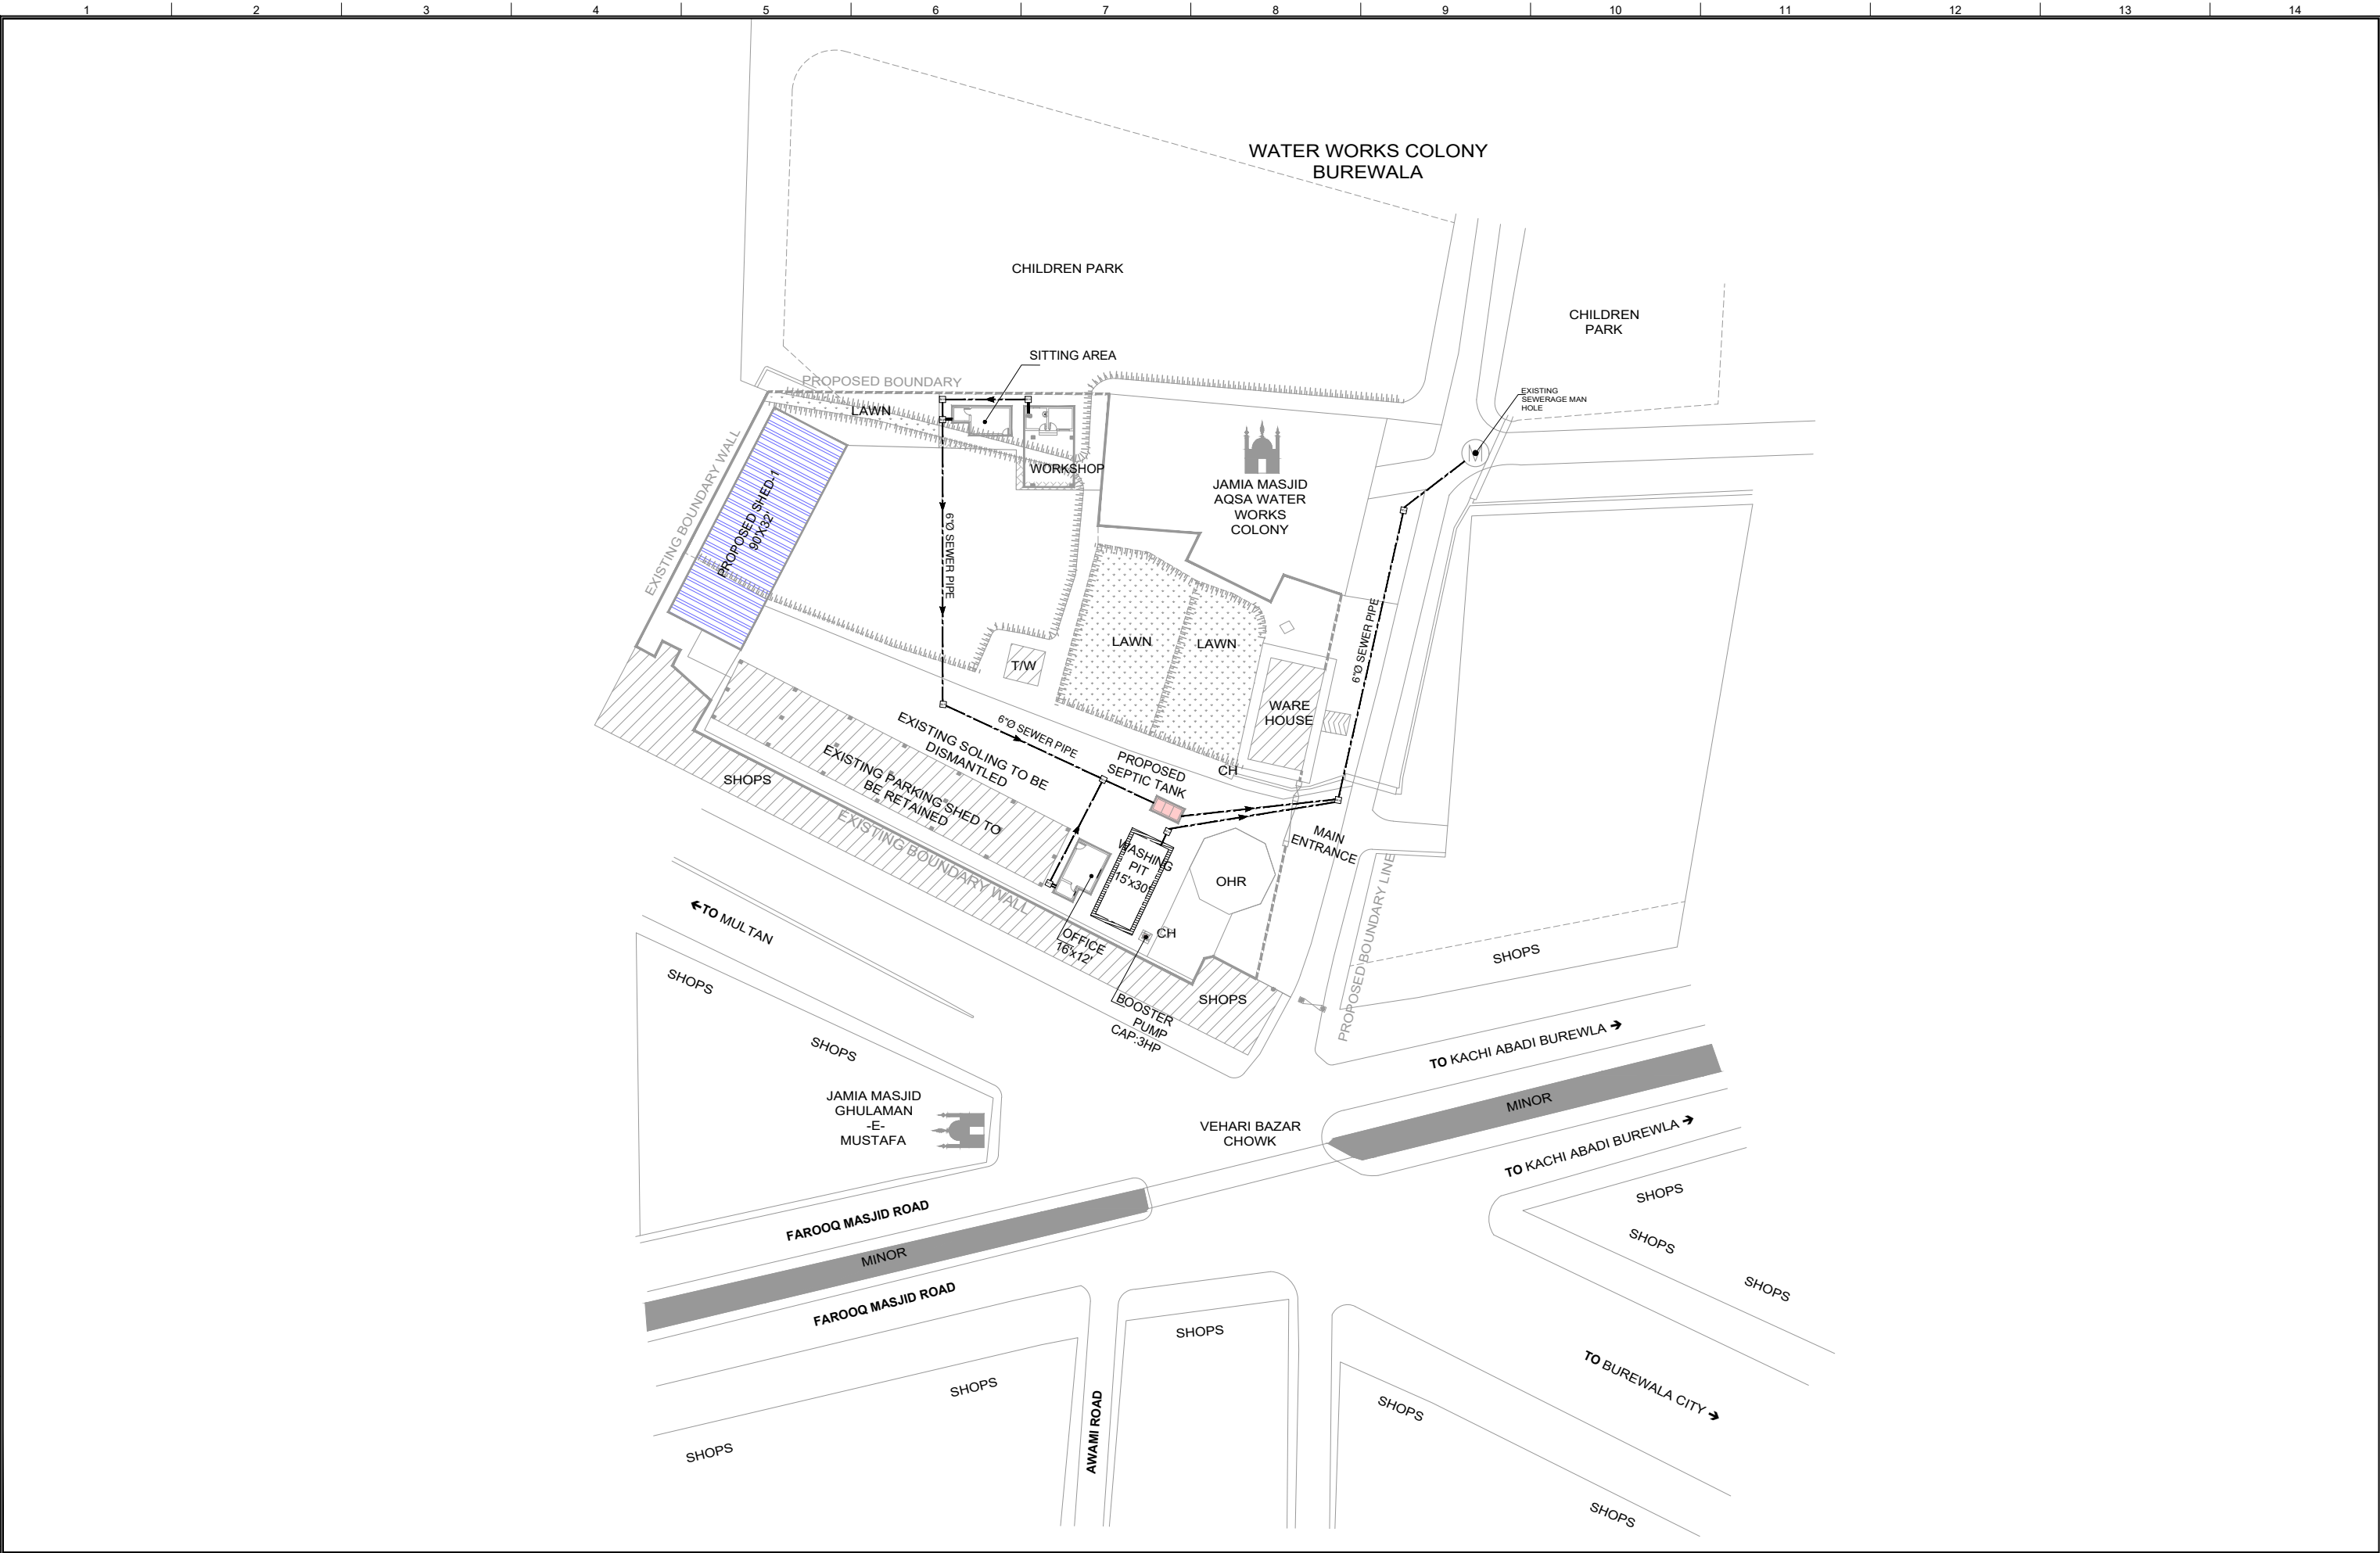 1 2 3 4 5 6 7 8 9 10 11 12 13 14
WATER WORKS COLONY
BUREWALA
CHILDREN PARK
CHILDREN
PARK
SITTING AREA
PROPOSED BOUNDARY
LAWN
EXISTING
SEWERAGE MAN
HOLE
M
WORKSHOP
JAMIA MASJID
AQSA WATER
WORKS
COLONY
EXISTING BOUNDARY WALL
PROPOSED SHED-1
90'X32'
6"Ø SEWER PIPE
6"Ø SEWER PIPE
LAWN
LAWN
T/W
WARE
HOUSE
6"Ø SEWER PIPE
EXISTING SOLING TO BE
DISMANTLED
PROPOSED
SEPTIC TANK
CH
SHOPS
EXISTING PARKING SHED TO
BE RETAINED
EXISTING BOUNDARY WALL
MAIN
ENTRANCE
WASHING
PIT
15'x30'
OHR
PROPOSED BOUNDARY LINE
←TO MULTAN
OFFICE
16'x12'
CH
SHOPS
SHOPS
SHOPS
BOOSTER
PUMP
CAP:3HP
SHOPS
TO KACHI ABADI BUREWLA →
JAMIA MASJID
GHULAMAN
-E-
MUSTAFA
VEHARI BAZAR
CHOWK
MINOR
TO KACHI ABADI BUREWLA →
FAROOQ MASJID ROAD
MINOR
FAROOQ MASJID ROAD
SHOPS
SHOPS
SHOPS
SHOPS
SHOPS
SHOPS
AWAMI ROAD
SHOPS
TO BUREWALA CITY →
SHOPS
SHOPS